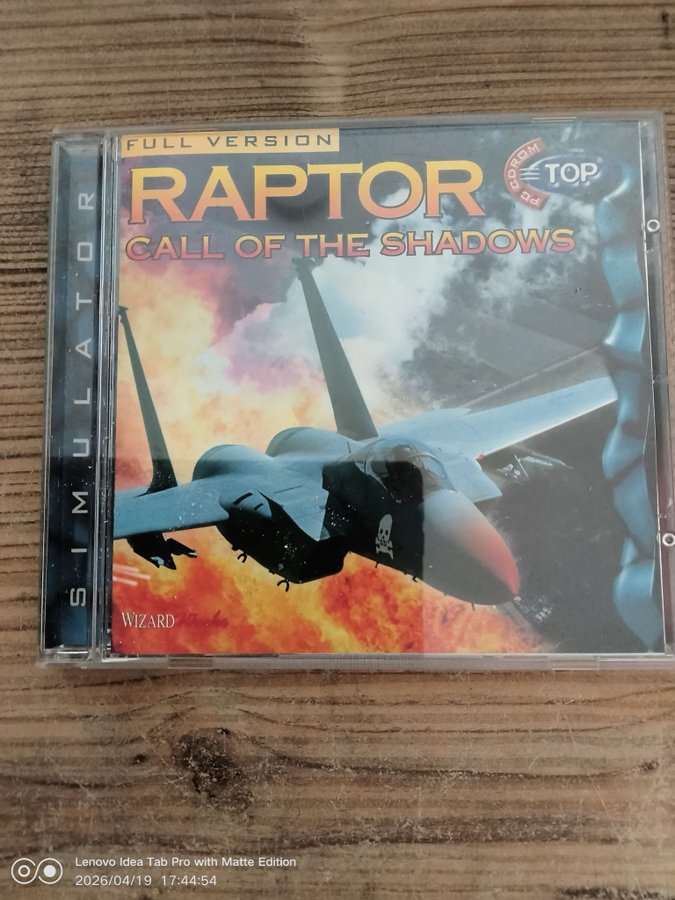 FULL VERSION
RAPTOR
CALL OF THE SHADOWS
PC CDROM
TOP
SIMULATOR
WIZARD Works
Lenovo Idea Tab Pro with Matte Edition
2026/04/19 17:44:54